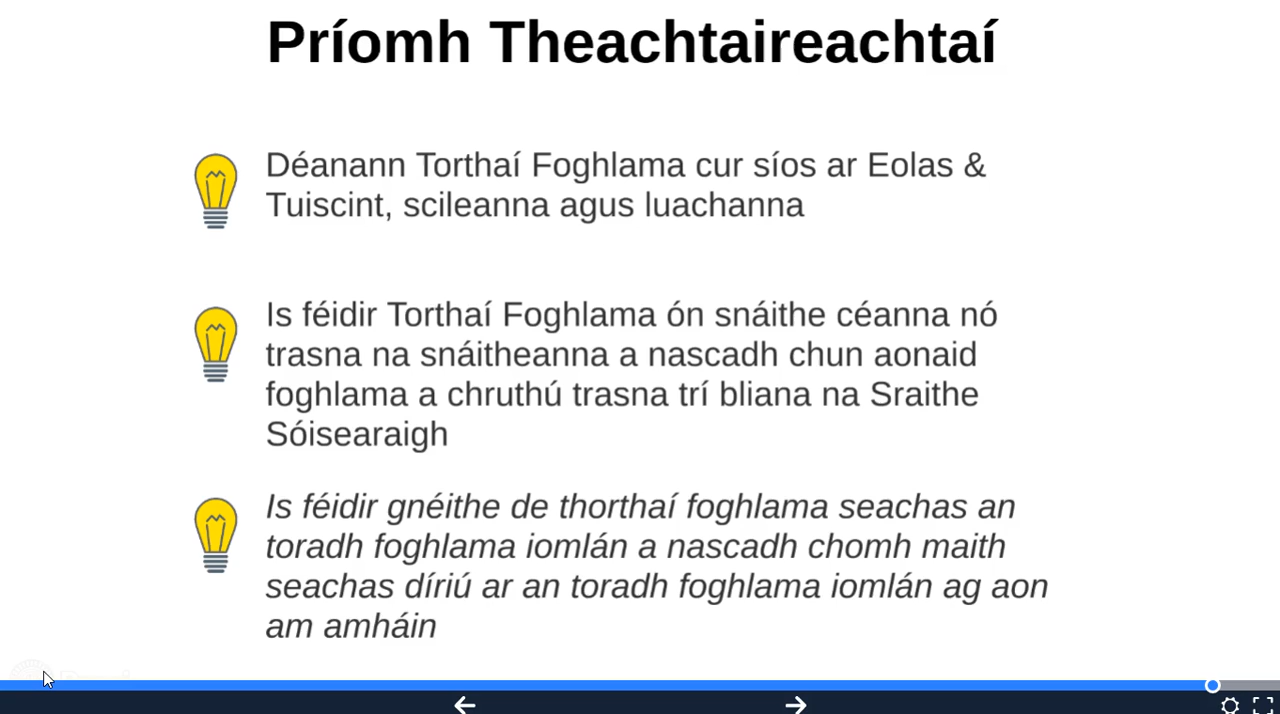 Príomh Theachtaireachtaí
Déanann Torthaí Foghlama cur síos ar Eolas &
Tuiscint, scileanna agus luachanna
Is féidir Torthaí Foghlama ón snáithe céanna nó
trasna na snáitheanna a nascadh chun aonaid
foghlama a chruthú trasna trí bliana na Sraithe
Sóisearaigh
Is féidir gnéithe de thorthaí foghlama seachas an
toradh foghlama iomlán a nascadh chomh maith
seachas díriú ar an toradh foghlama iomlán ag aon
am amháin